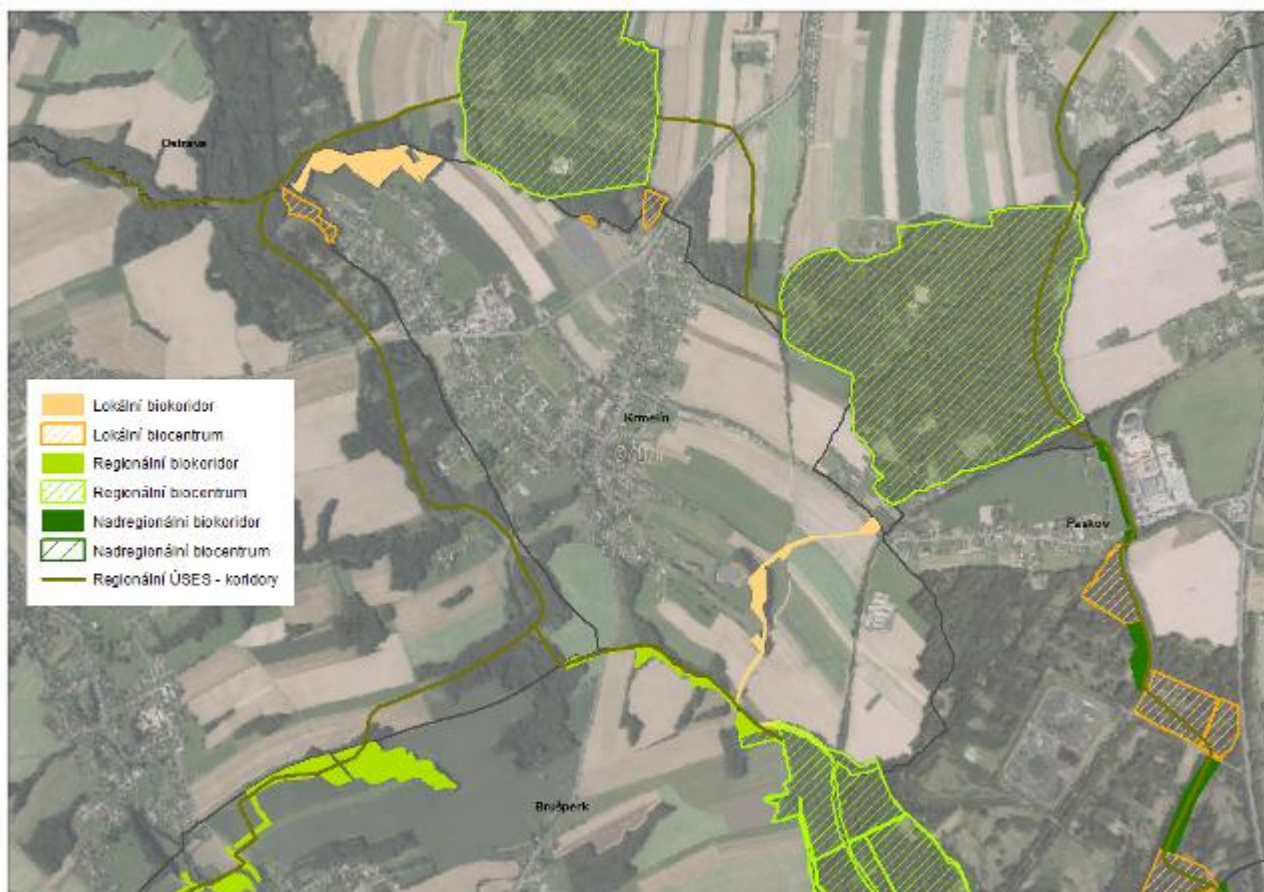 Ostrava
Krmelín
Lokální biokoridor
Lokální biocentrum
Regionální biokoridor
Regionální biocentrum
Nadregionální biokoridor
Nadregionální biocentrum
Regionální ÚSES - koridory
Paskov
Brušperk